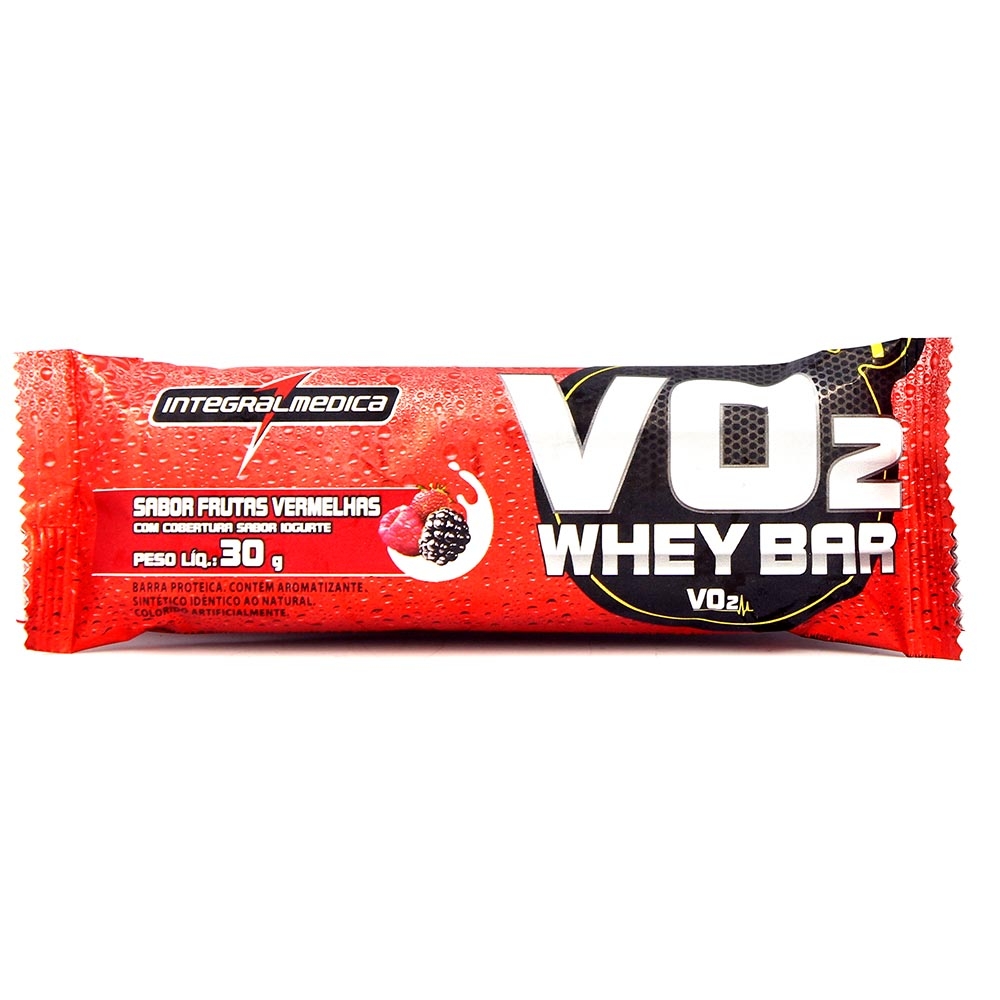 INTEGRALMEDICA
SABOR FRUTAS VERMELHAS
COM COBERTURA SABOR IOGURTE
PESO LÍQ.: 30 g
BARRA PROTEICA. CONTÉM AROMATIZANTE.
SINTÉTICO IDÊNTICO AO NATURAL.
COLORIDO ARTIFICIALMENTE.
VO2
WHEY BAR
VO2